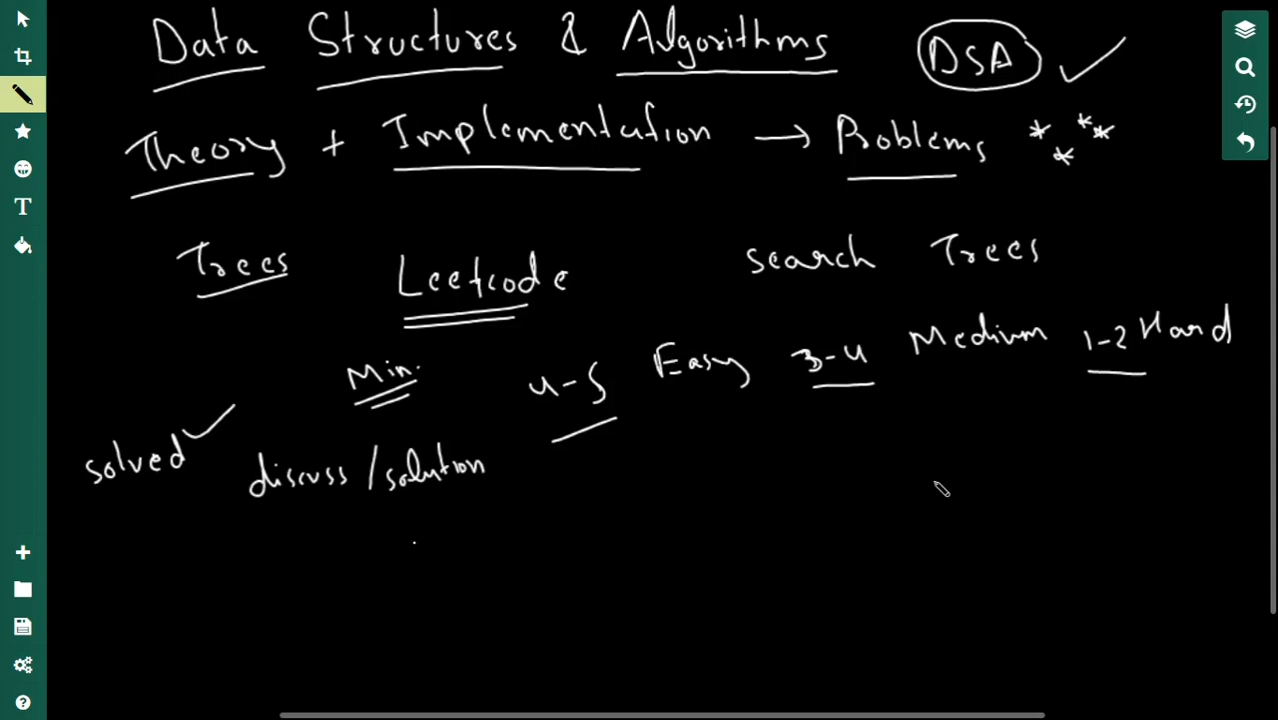 Data Structures & Algorithms DSA
Theory + Implementation → Problems ****
Trees Leetcode search Trees
Min. 4-5 Easy 3-4 Medium 1-2 Hard
solved ✓ discuss/solution